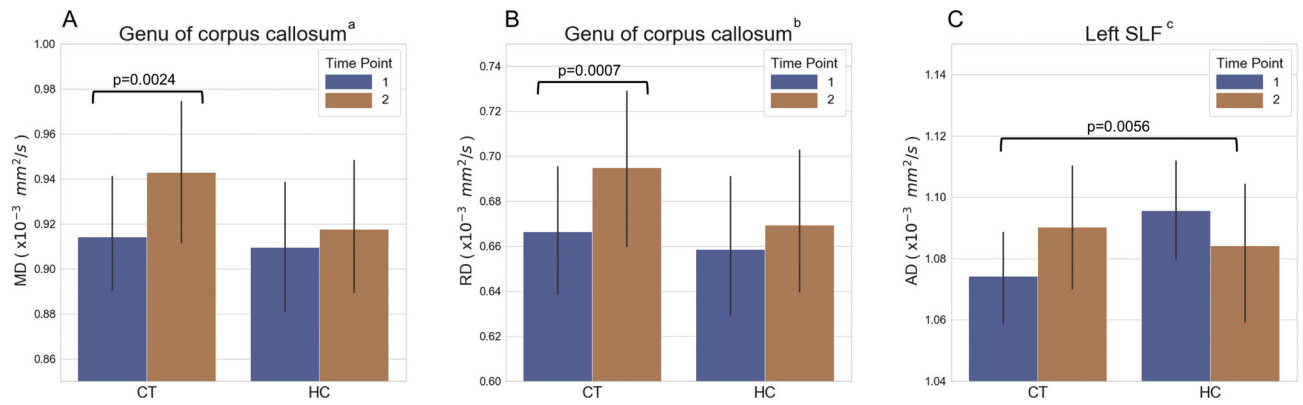 A
Genu of corpus callosum^a
1.00
0.98
0.96
0.94
0.92
0.90
0.88
0.86
MD ( x10⁻³ mm²/s )
p=0.0024
Time Point
1
2
CT
HC
B
Genu of corpus callosum^b
0.74
0.72
0.70
0.68
0.66
0.64
0.62
0.60
RD ( x10⁻³ mm²/s )
p=0.0007
Time Point
1
2
CT
HC
C
Left SLF^c
1.14
1.12
1.10
1.08
1.06
1.04
AD ( x10⁻³ mm²/s )
p=0.0056
Time Point
1
2
CT
HC